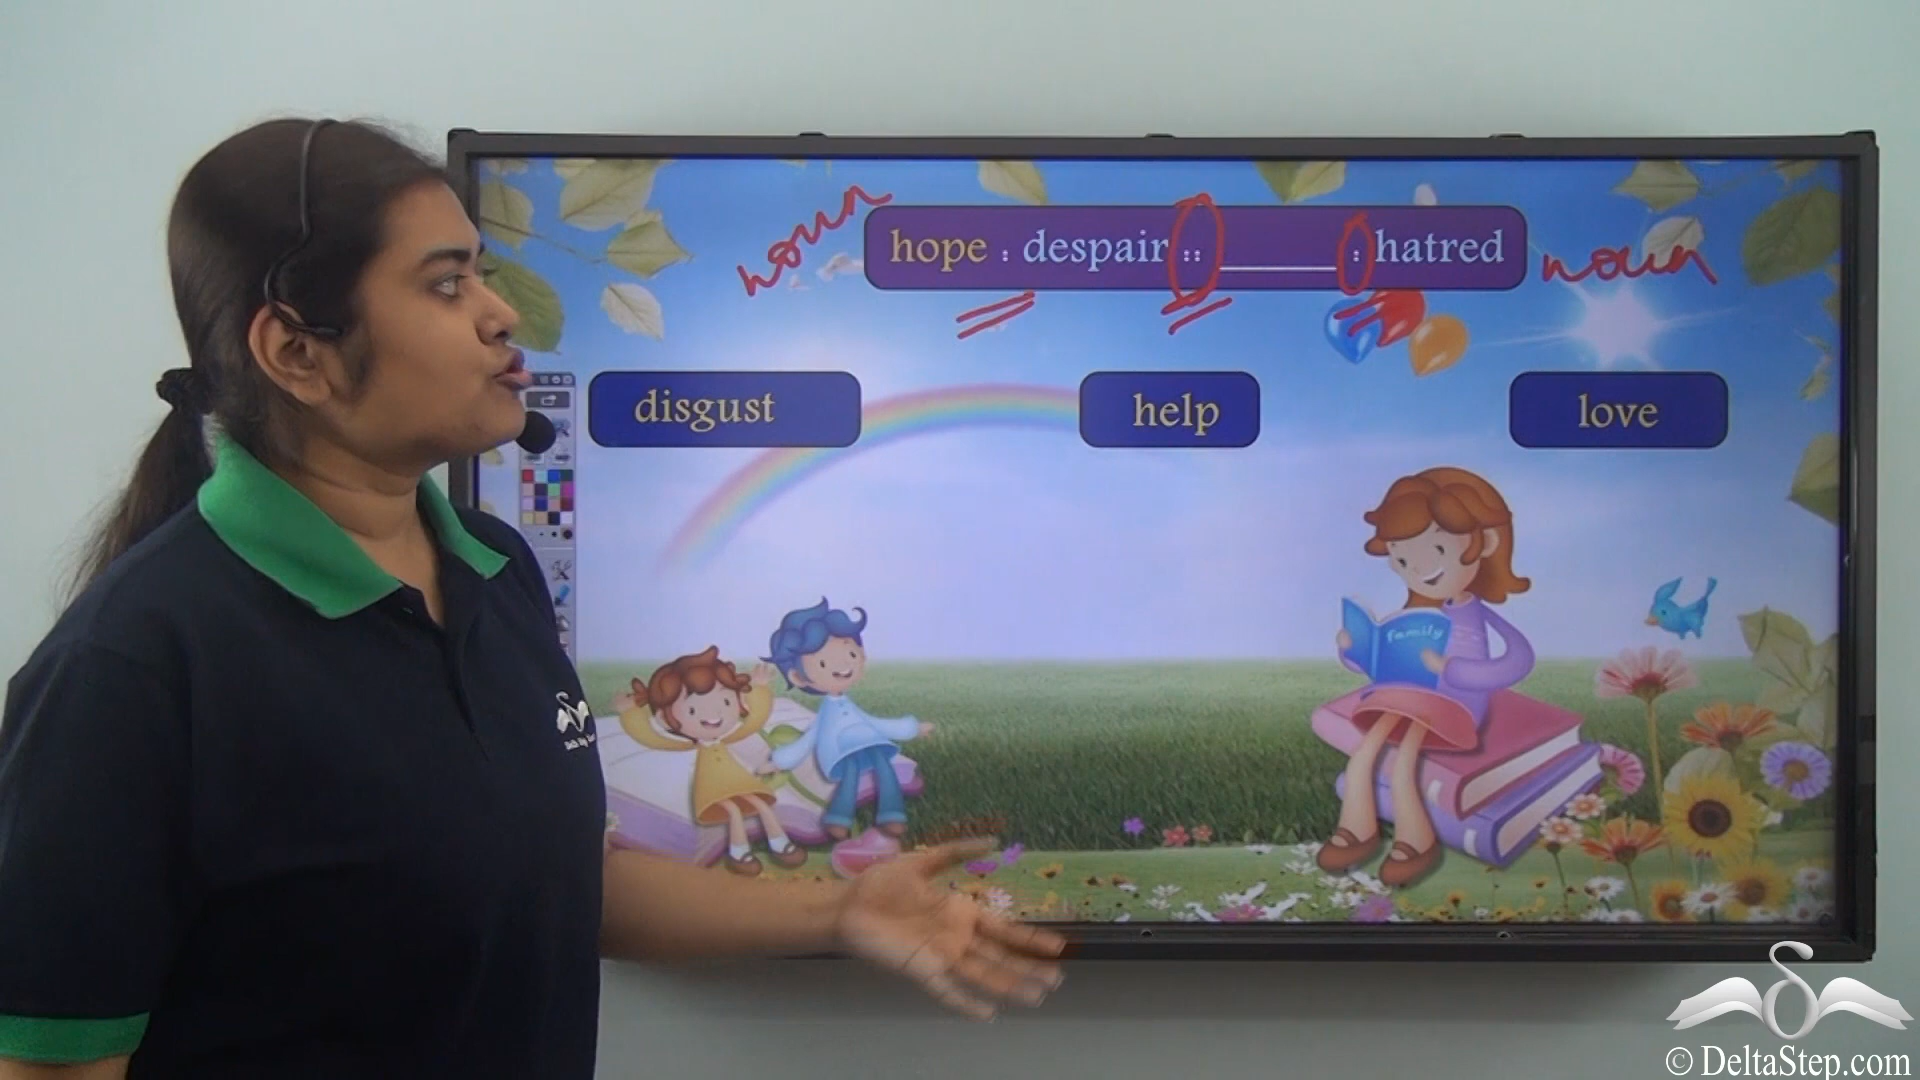 noun
hope : despair :: ______ : hatred
noun
disgust
help
love
family
© DeltaStep.com